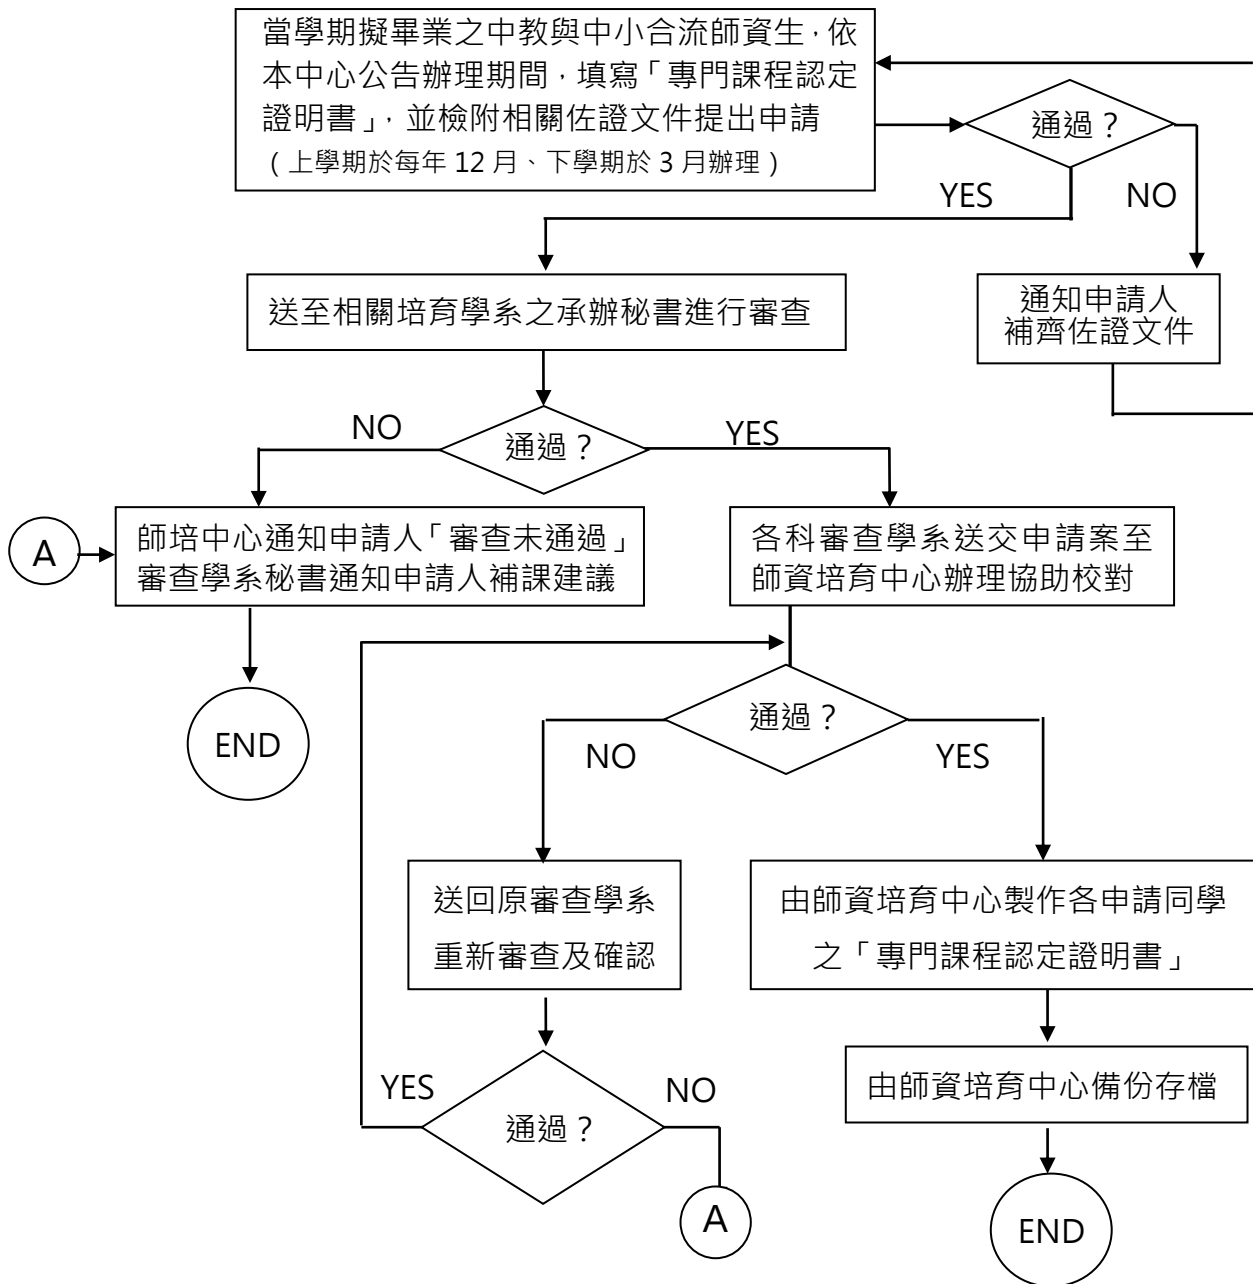 當學期擬畢業之中教與中小合流師資生，依
本中心公告辦理期間，填寫「專門課程認定
證明書」，並檢附相關佐證文件提出申請
（上學期於每年 12 月、下學期於 3 月辦理）
通過？
YES
NO
送至相關培育學系之承辦秘書進行審查
通知申請人
補齊佐證文件
NO
通過？
YES
A
師培中心通知申請人「審查未通過」
審查學系秘書通知申請人補課建議
各科審查學系送交申請案至
師資培育中心辦理協助校對
END
通過？
NO
YES
送回原審查學系
重新審查及確認
由師資培育中心製作各申請同學
之「專門課程認定證明書」
YES
通過？
NO
由師資培育中心備份存檔
A
END